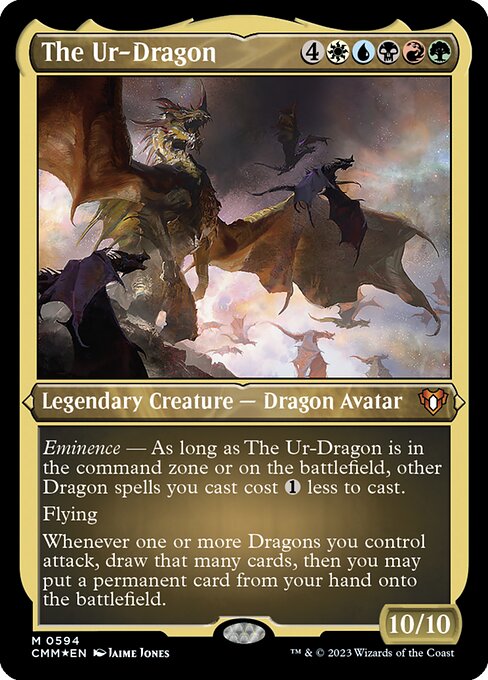 The Ur-Dragon 4
Legendary Creature — Dragon Avatar
Eminence — As long as The Ur-Dragon is in
the command zone or on the battlefield, other
Dragon spells you cast cost 1 less to cast.
Flying
Whenever one or more Dragons you control
attack, draw that many cards, then you may
put a permanent card from your hand onto
the battlefield.
10/10
M 0594
CMM★EN Jaime Jones
™ & © 2023 Wizards of the Coast